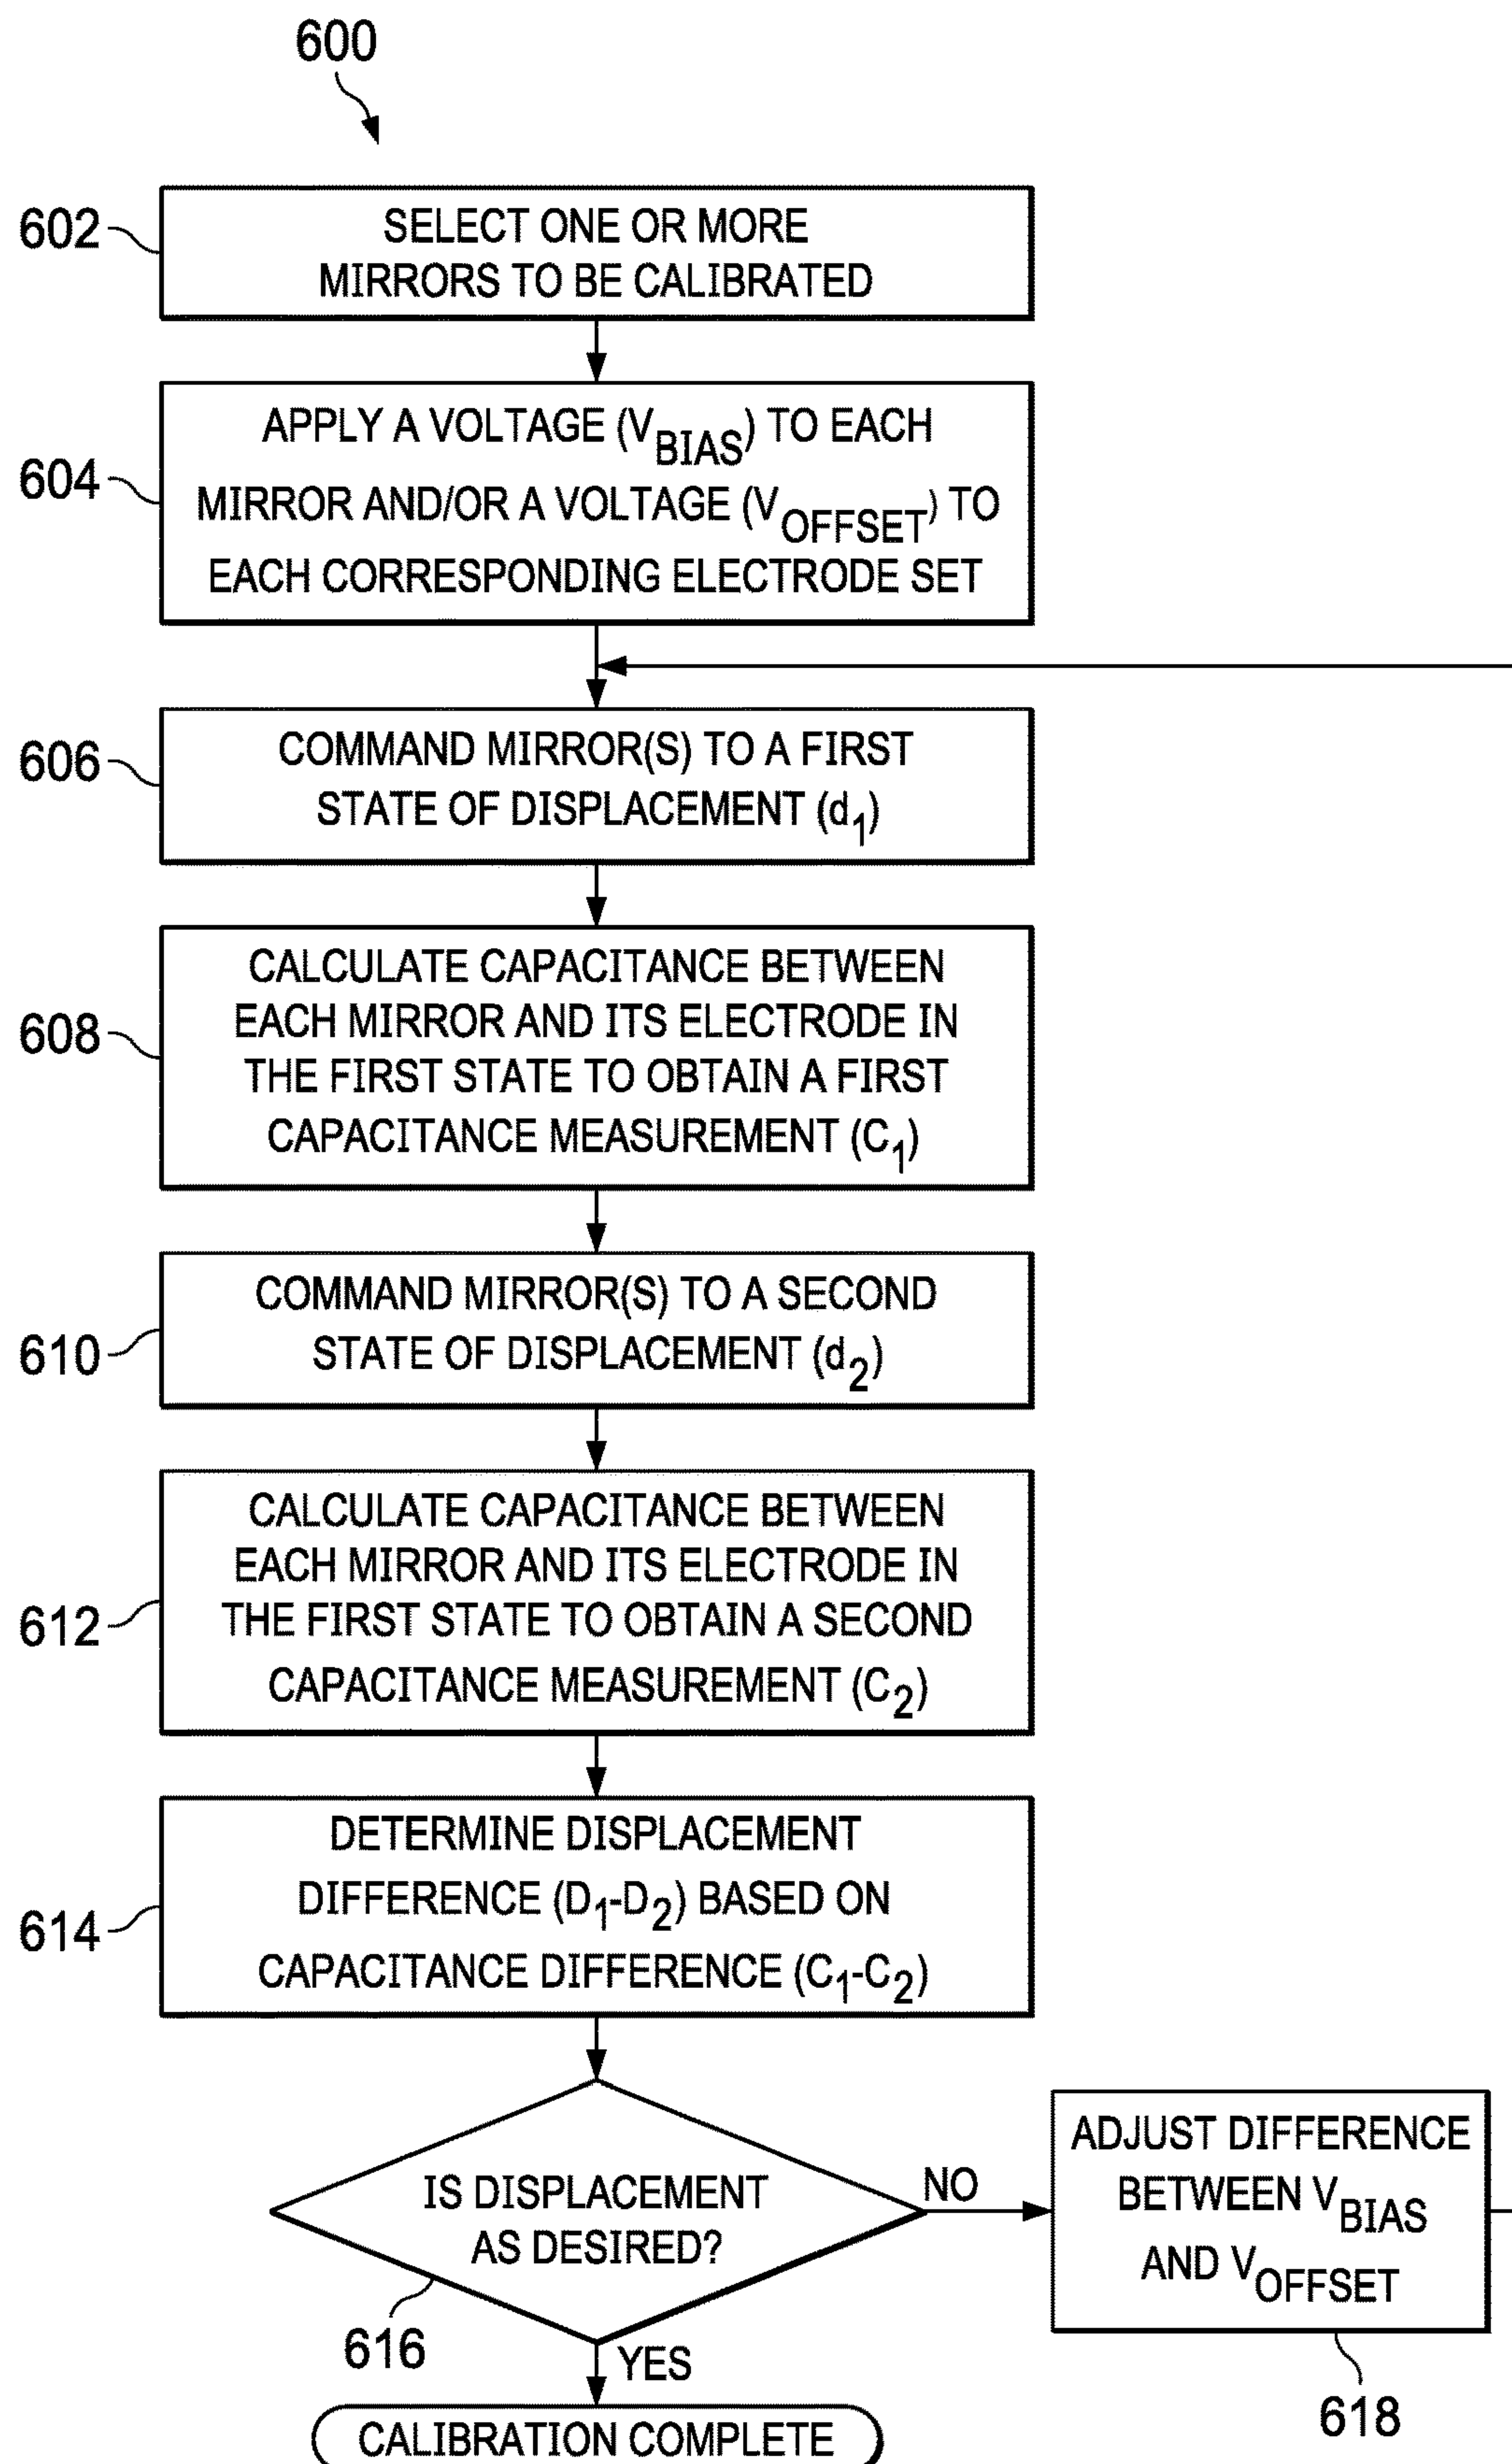 600
602
SELECT ONE OR MORE
MIRRORS TO BE CALIBRATED
604
APPLY A VOLTAGE (VBIAS) TO EACH
MIRROR AND/OR A VOLTAGE (VOFFSET) TO
EACH CORRESPONDING ELECTRODE SET
606
COMMAND MIRROR(S) TO A FIRST
STATE OF DISPLACEMENT (d1)
608
CALCULATE CAPACITANCE BETWEEN
EACH MIRROR AND ITS ELECTRODE IN
THE FIRST STATE TO OBTAIN A FIRST
CAPACITANCE MEASUREMENT (C1)
610
COMMAND MIRROR(S) TO A SECOND
STATE OF DISPLACEMENT (d2)
612
CALCULATE CAPACITANCE BETWEEN
EACH MIRROR AND ITS ELECTRODE IN
THE FIRST STATE TO OBTAIN A SECOND
CAPACITANCE MEASUREMENT (C2)
614
DETERMINE DISPLACEMENT
DIFFERENCE (D1-D2) BASED ON
CAPACITANCE DIFFERENCE (C1-C2)
616
IS DISPLACEMENT
AS DESIRED?
NO
ADJUST DIFFERENCE
BETWEEN VBIAS
AND VOFFSET
618
YES
CALIBRATION COMPLETE